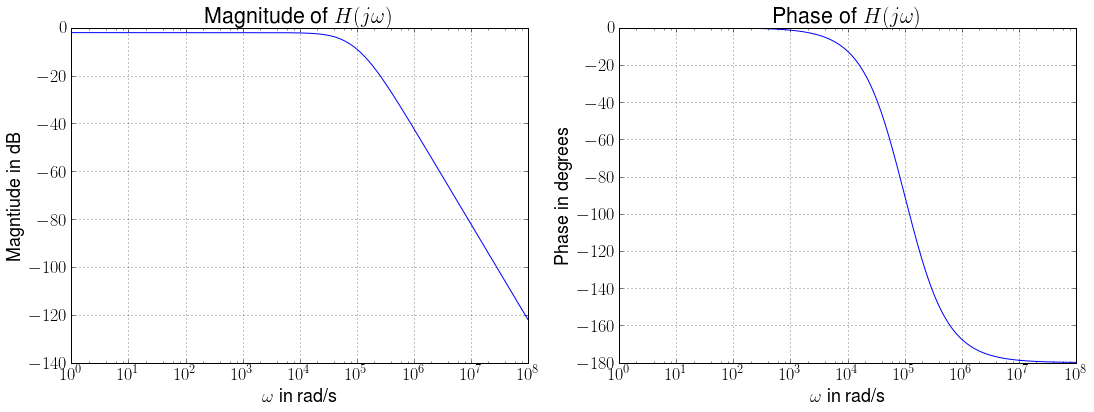 Magnitude of H(jω)
0
−20
−40
−60
−80
−100
−120
−140
Magntiude in dB
10^0 10^1 10^2 10^3 10^4 10^5 10^6 10^7 10^8
ω in rad/s
Phase of H(jω)
0
−20
−40
−60
−80
−100
−120
−140
−160
−180
Phase in degrees
10^0 10^1 10^2 10^3 10^4 10^5 10^6 10^7 10^8
ω in rad/s